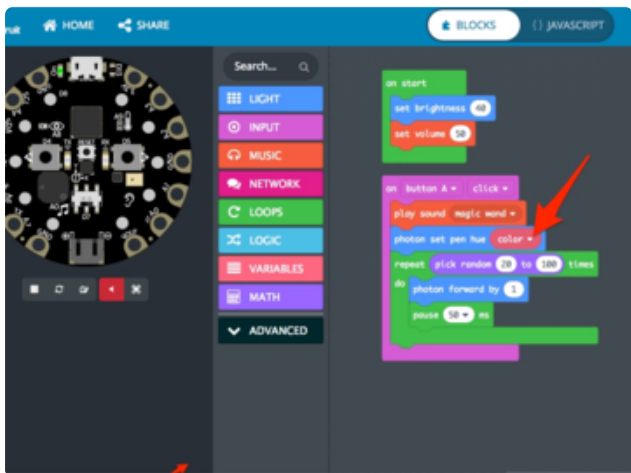 HOME SHARE
BLOCKS {} JAVASCRIPT
Search...
LIGHT
INPUT
MUSIC
NETWORK
LOOPS
LOGIC
VARIABLES
MATH
ADVANCED
on start
set brightness 40
set volume 50
on button A click
play sound magic wand
photon set pen hue color
repeat pick random 20 to 100 times
do photon forward by 1
pause 50 ms